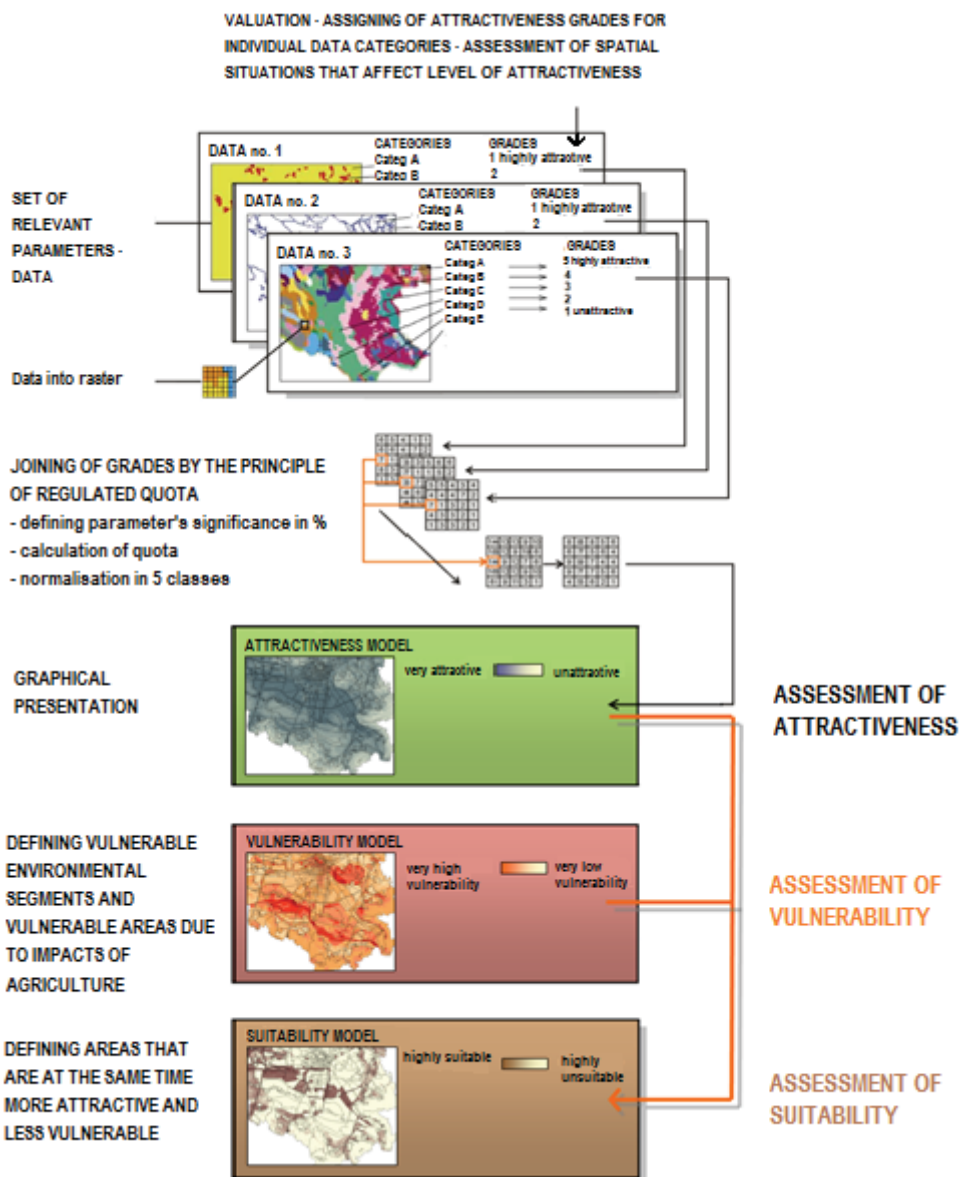 VALUATION - ASSIGNING OF ATTRACTIVENESS GRADES FOR
INDIVIDUAL DATA CATEGORIES - ASSESSMENT OF SPATIAL
SITUATIONS THAT AFFECT LEVEL OF ATTRACTIVENESS
DATA no. 1
CATEGORIES
GRADES
Categ A
1 highly attractive
Categ B
2
SET OF
RELEVANT
PARAMETERS -
DATA
DATA no. 2
CATEGORIES
GRADES
Categ A
1 highly attractive
Categ B
2
DATA no. 3
CATEGORIES
GRADES
Categ A
5 highly attractive
Categ B
4
Categ C
3
Categ D
2
Categ E
1 unattractive
Data into raster
JOINING OF GRADES BY THE PRINCIPLE
OF REGULATED QUOTA
- defining parameter's significance in %
- calculation of quota
- normalisation in 5 classes
GRAPHICAL
PRESENTATION
ATTRACTIVENESS MODEL
very attractive
unattractive
ASSESSMENT OF
ATTRACTIVENESS
DEFINING VULNERABLE
ENVIRONMENTAL
SEGMENTS AND
VULNERABLE AREAS DUE
TO IMPACTS OF
AGRICULTURE
VULNERABILITY MODEL
very high
vulnerability
very low
vulnerability
ASSESSMENT OF
VULNERABILITY
DEFINING AREAS THAT
ARE AT THE SAME TIME
MORE ATTRACTIVE AND
LESS VULNERABLE
SUITABILITY MODEL
highly suitable
highly
unsuitable
ASSESSMENT OF
SUITABILITY